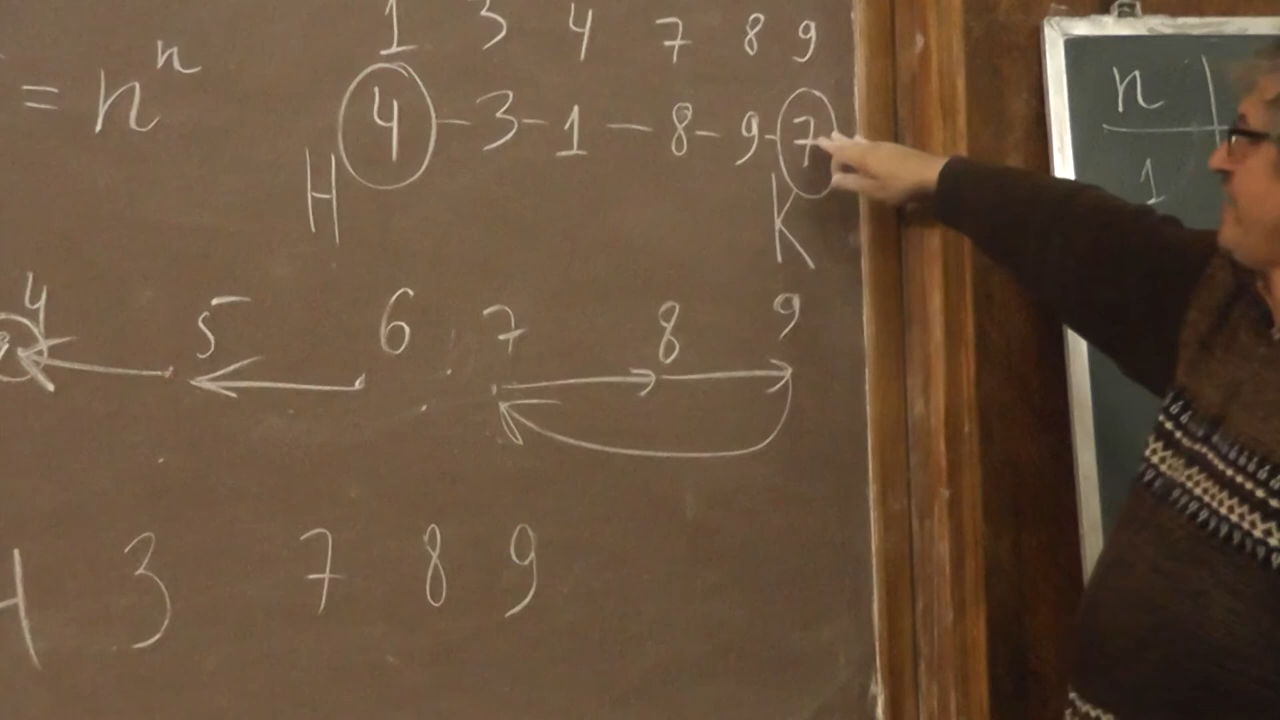 = nⁿ
1 3 4 7 8 9
4 - 3 - 1 - 8 - 9 - 7
Н К
4 5 6 7 8 9
3 7 8 9
n
1